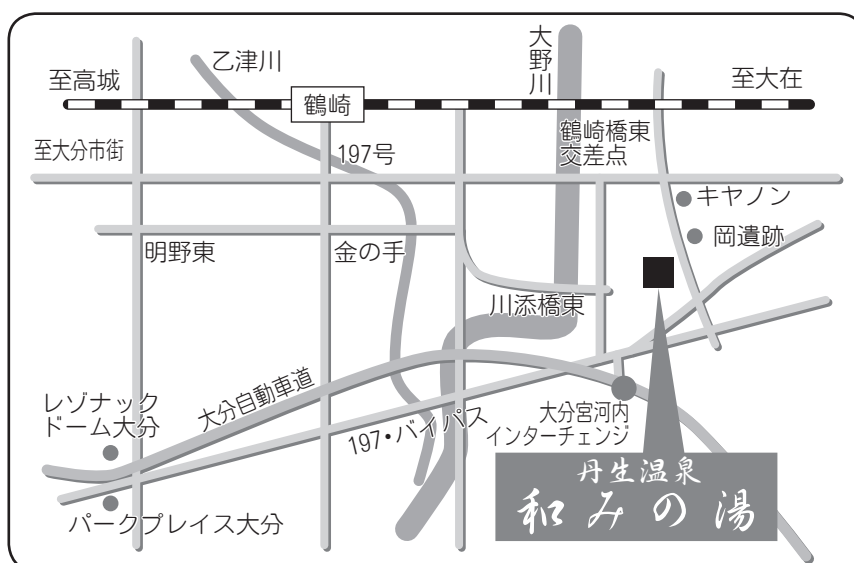 乙津川
大野川
至高城
鶴崎
至大在
至大分市街
197号
鶴崎橋東
交差点
キヤノン
岡遺跡
明野東
金の手
川添橋東
大分自動車道
レゾナック
ドーム大分
197・バイパス
大分宮河内
インターチェンジ
パークプレイス大分
丹生温泉
和みの湯